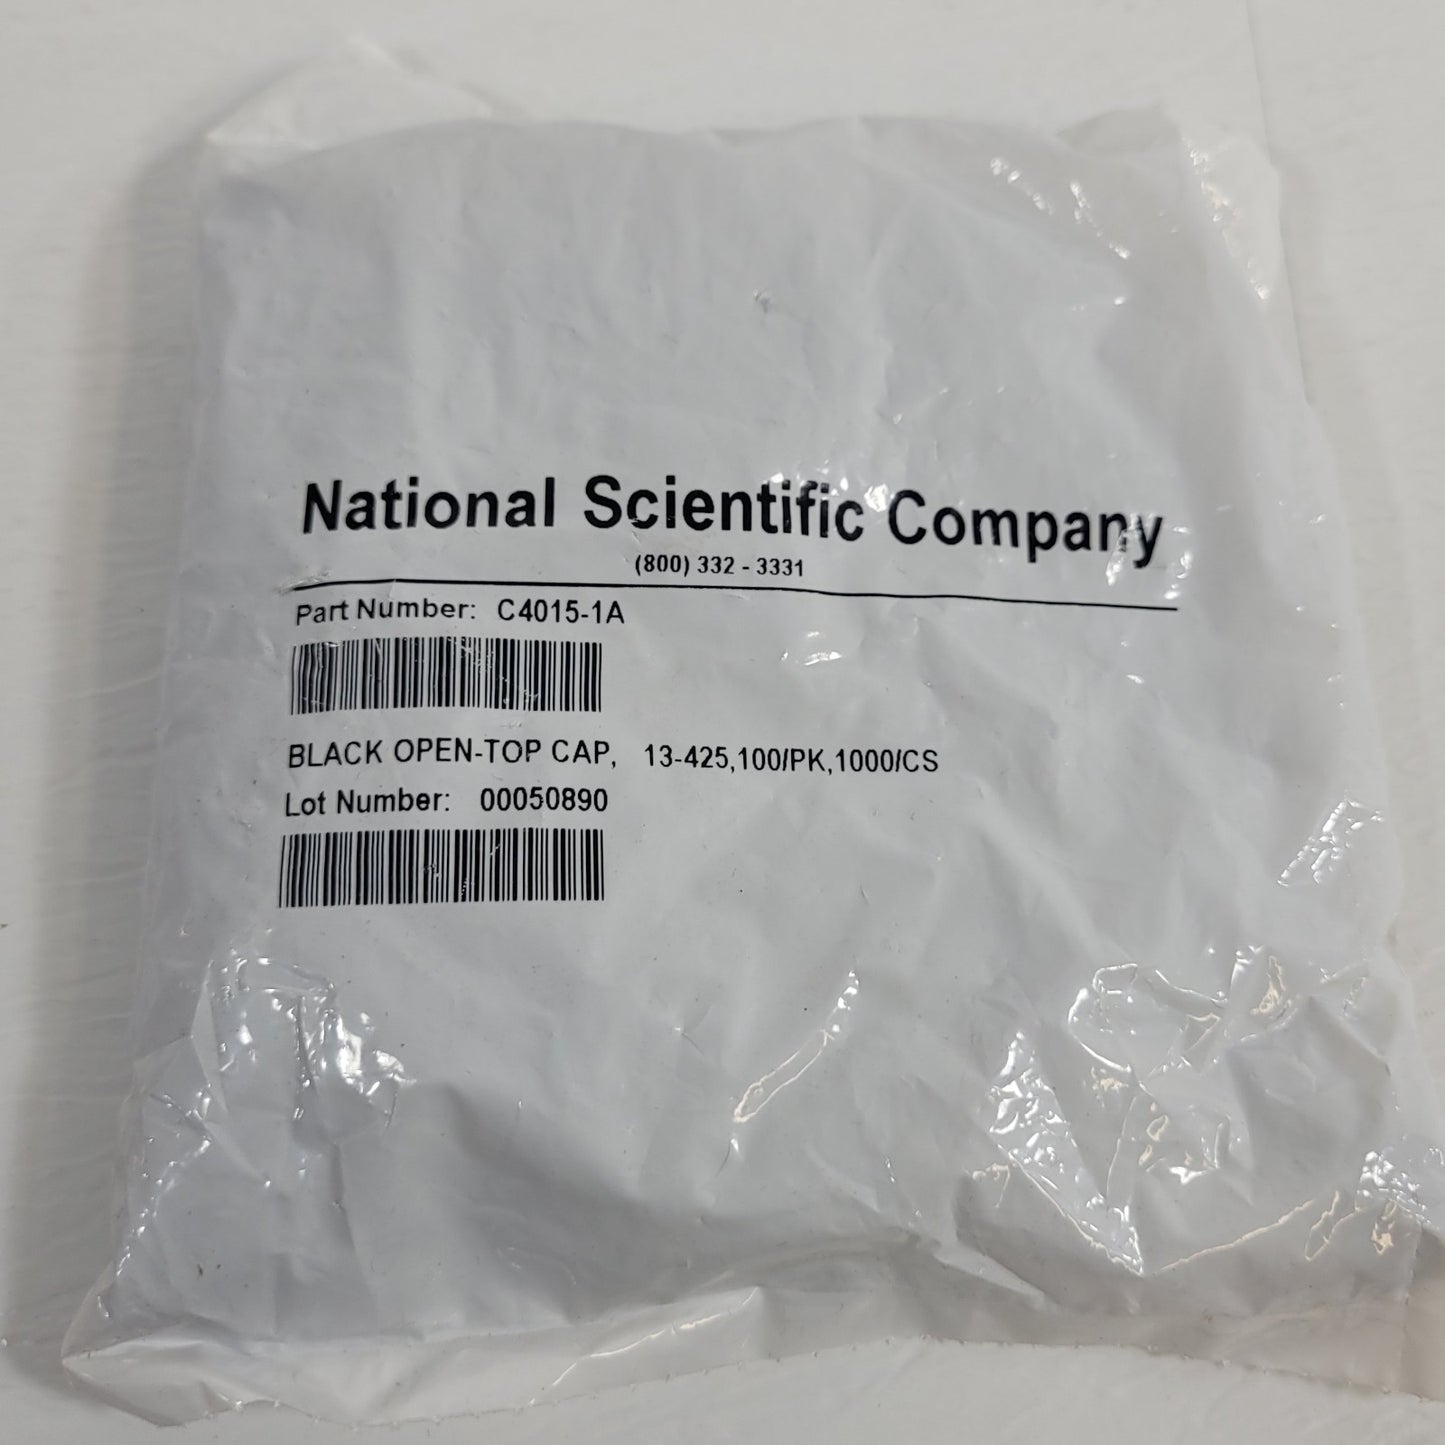 National Scientific Company
(800) 332 - 3331
Part Number: C4015-1A
BLACK OPEN-TOP CAP, 13-425,100/PK,1000/CS
Lot Number: 00050890